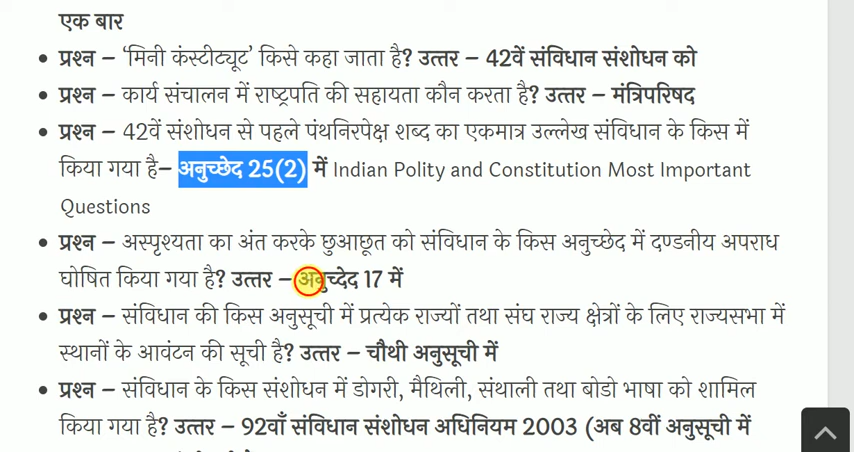 एक बार
प्रश्न – ‘मिनी कंस्टीट्यूट’ किसे कहा जाता है? उत्तर – 42वें संविधान संशोधन को
प्रश्न – कार्य संचालन में राष्ट्रपति की सहायता कौन करता है? उत्तर – मंत्रिपरिषद
प्रश्न – 42वें संशोधन से पहले पंथनिरपेक्ष शब्द का एकमात्र उल्लेख संविधान के किस में
किया गया है– अनुच्छेद 25(2) में Indian Polity and Constitution Most Important
Questions
प्रश्न – अस्पृश्यता का अंत करके छुआछूत को संविधान के किस अनुच्छेद में दण्डनीय अपराध
घोषित किया गया है? उत्तर – अनुच्देद 17 में
प्रश्न – संविधान की किस अनुसूची में प्रत्येक राज्यों तथा संघ राज्य क्षेत्रों के लिए राज्यसभा में
स्थानों के आवंटन की सूची है? उत्तर – चौथी अनुसूची में
प्रश्न – संविधान के किस संशोधन में डोगरी, मैथिली, संथाली तथा बोडो भाषा को शामिल
किया गया है? उत्तर – 92वाँ संविधान संशोधन अधिनियम 2003 (अब 8वीं अनुसूची में